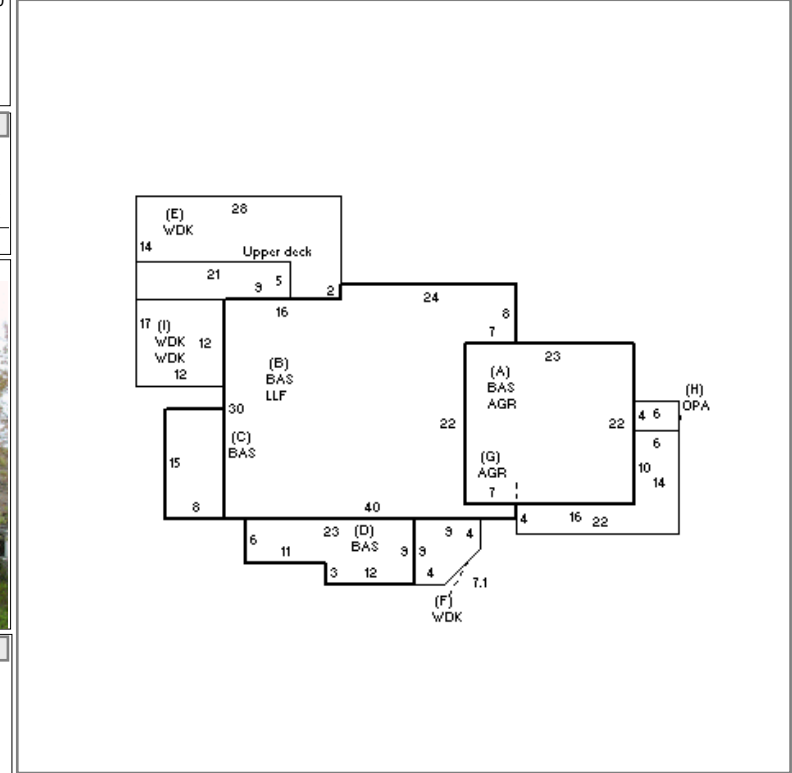 28
(E)
WDK
14
Upper deck
21
9
5
2
24
16
8
17
(I)
WDK
WDK
12
12
7
23
(B)
BAS
LLF
(A)
BAS
AGR
(H)
OPA
30
22
22
4
6
(C)
BAS
6
15
(G)
AGR
10
14
7
8
40
4
16
22
6
23
(D)
BAS
9
9
9
4
11
3
12
4
7.1
(F)
WDK